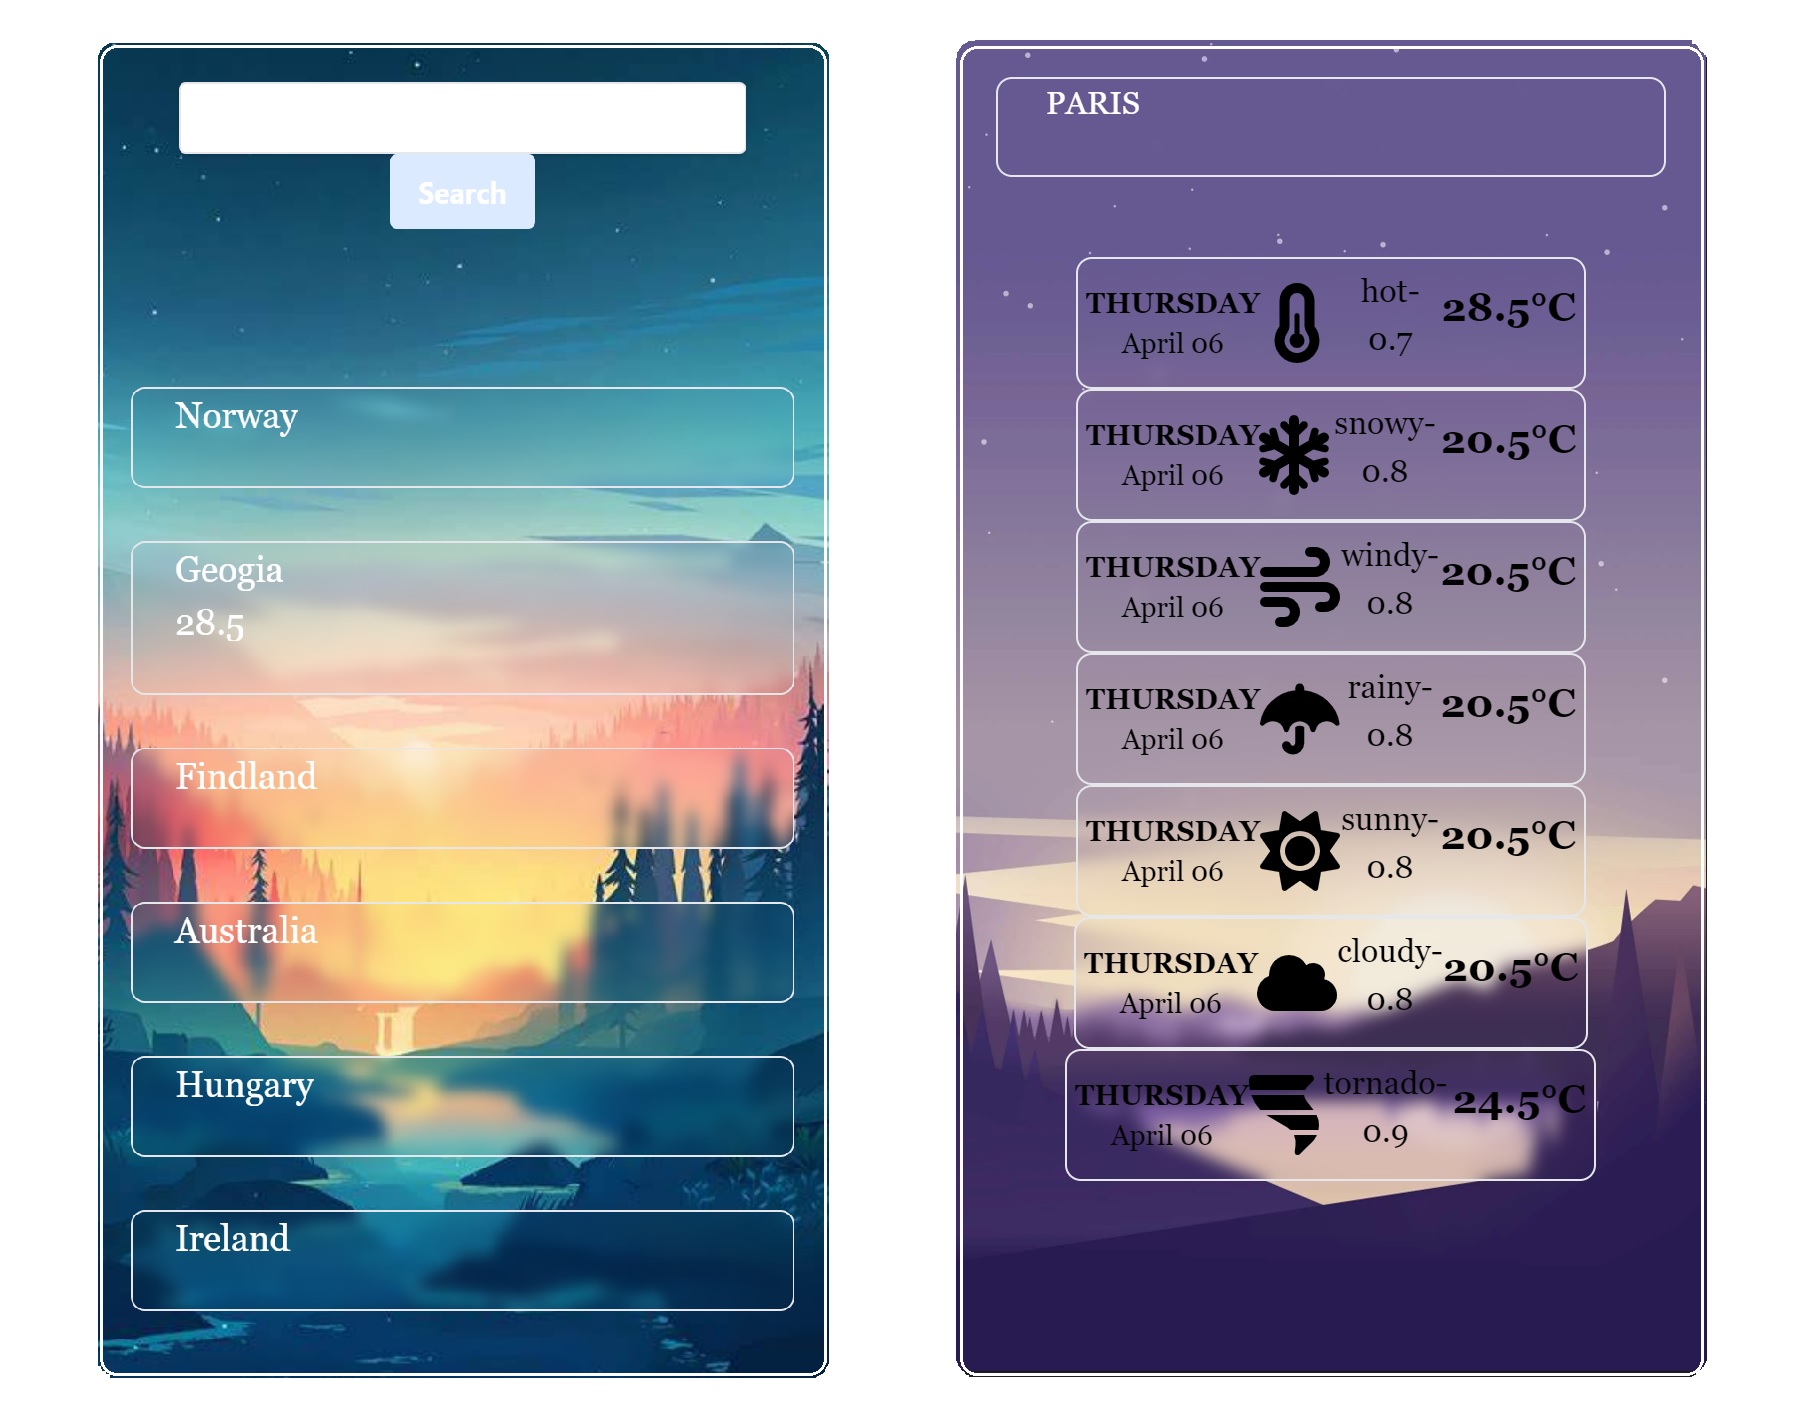 Search
Norway
Geogia
28.5
Findland
Australia
Hungary
Ireland
PARIS
THURSDAY hot- 28.5°C
April 06 0.7
THURSDAY snowy- 20.5°C
April 06 0.8
THURSDAY windy- 20.5°C
April 06 0.8
THURSDAY rainy- 20.5°C
April 06 0.8
THURSDAY sunny- 20.5°C
April 06 0.8
THURSDAY cloudy- 20.5°C
April 06 0.8
THURSDAY tornado- 24.5°C
April 06 0.9